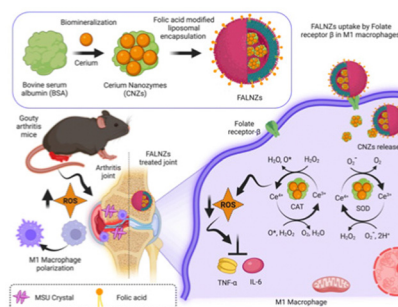 Biomineralization
Cerium
Folic acid modified
liposomal
encapsulation
Bovine serum
albumin (BSA)
Cerium Nanozymes
(CNZs)
FALNZs
FALNZs uptake by Folate
receptor β in M1 macrophages
Folate
receptor-β
CNZs release
Gouty
arthritis
mice
Arthritis
joint
FALNZs
treated joint
ROS
M1 Macrophage
polarization
ROS
H₂O, O*
H₂O₂
Ce⁴⁺
Ce³⁺
CAT
O*, H₂O₂
O₂, H₂O
O₂⁻
O₂
Ce⁴⁺
Ce³⁺
SOD
H₂O₂
O₂⁻, 2H⁺
TNF-α
IL-6
M1 Macrophage
MSU Crystal
Folic acid